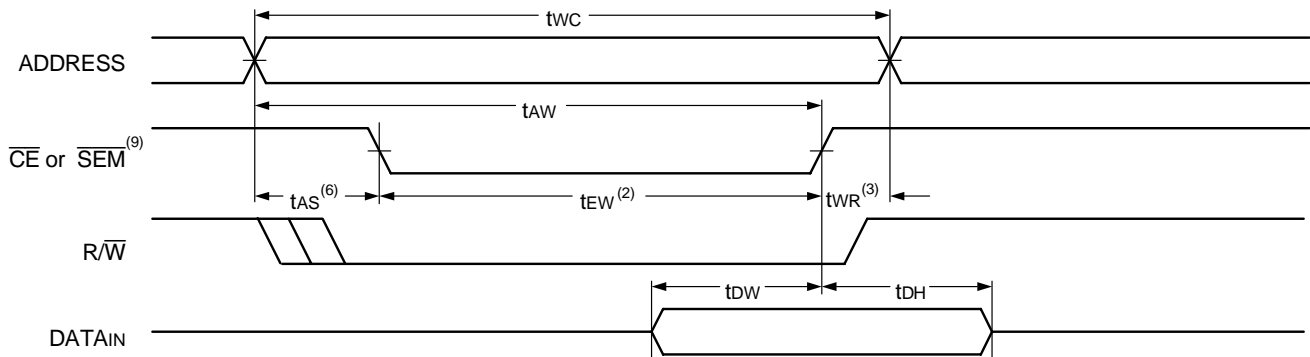 tWC
ADDRESS
tAW
CE or SEM(9)
tAS(6)
tEW(2)
tWR(3)
R/W
tDW
tDH
DATAIN